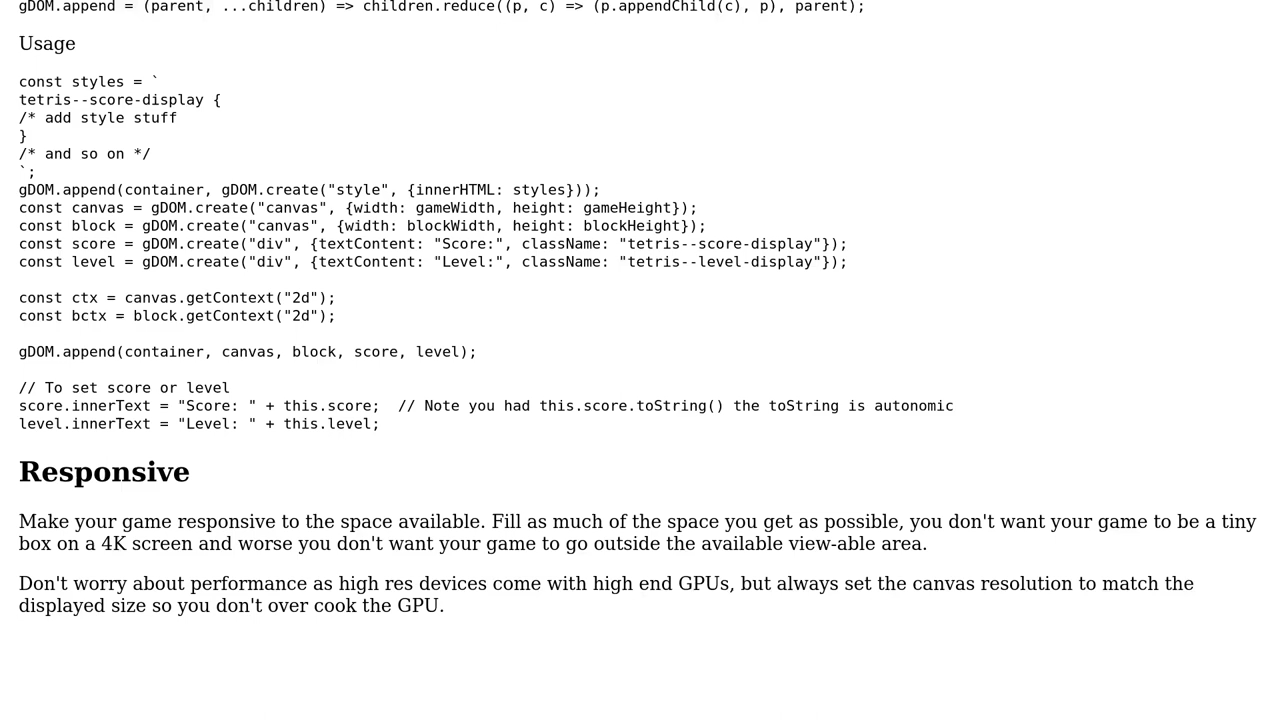 gDOM.append = (parent, ...children) => children.reduce((p, c) => (p.appendChild(c), p), parent);
Usage
const styles = `
tetris--score-display {
/* add style stuff
}
/* and so on */
`;
gDOM.append(container, gDOM.create("style", {innerHTML: styles}));
const canvas = gDOM.create("canvas", {width: gameWidth, height: gameHeight});
const block = gDOM.create("canvas", {width: blockWidth, height: blockHeight});
const score = gDOM.create("div", {textContent: "Score:", className: "tetris--score-display"});
const level = gDOM.create("div", {textContent: "Level:", className: "tetris--level-display"});
const ctx = canvas.getContext("2d");
const bctx = block.getContext("2d");
gDOM.append(container, canvas, block, score, level);
// To set score or level
score.innerText = "Score: " + this.score;  // Note you had this.score.toString() the toString is autonomic
level.innerText = "Level: " + this.level;
Responsive
Make your game responsive to the space available. Fill as much of the space you get as possible, you don't want your game to be a tiny
box on a 4K screen and worse you don't want your game to go outside the available view-able area.
Don't worry about performance as high res devices come with high end GPUs, but always set the canvas resolution to match the
displayed size so you don't over cook the GPU.